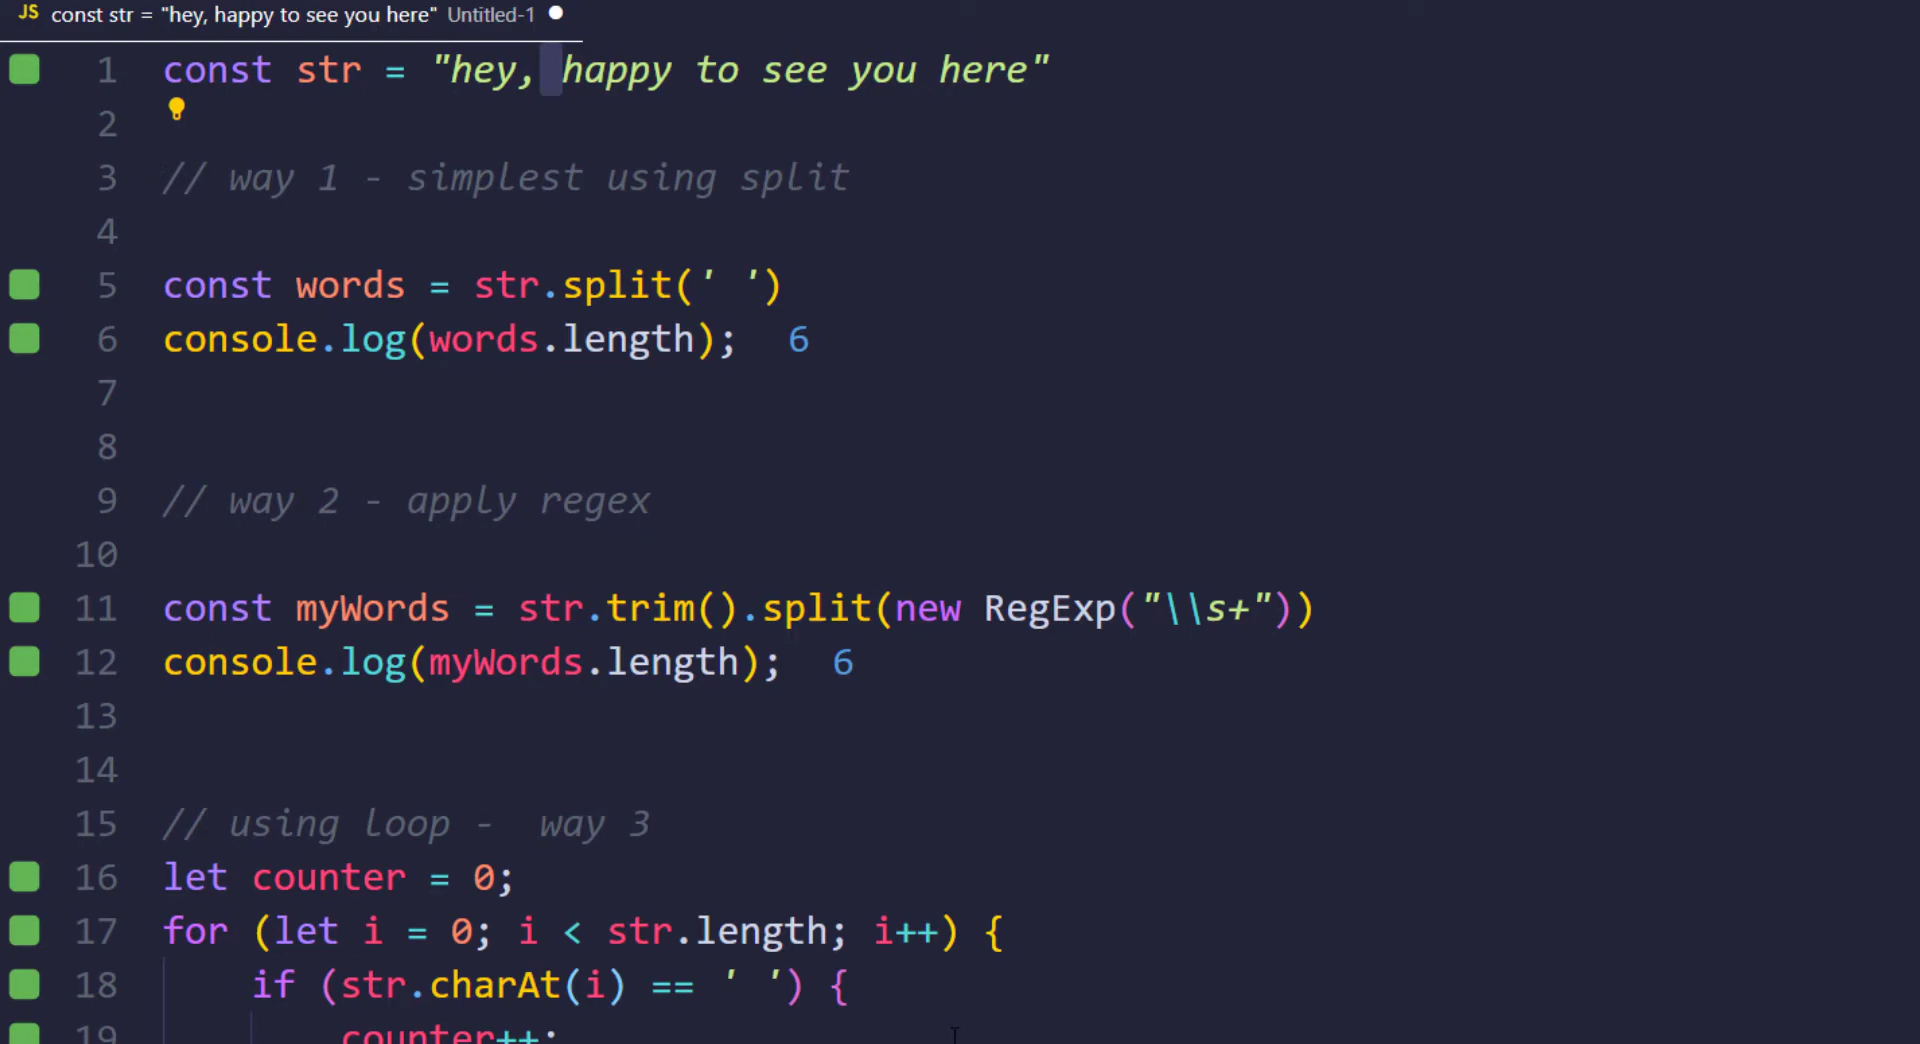 JS const str = "hey, happy to see you here" Untitled-1
1 const str = "hey, happy to see you here"
2
3 // way 1 - simplest using split
4
5 const words = str.split(' ')
6 console.log(words.length); 6
7
8
9 // way 2 - apply regex
10
11 const myWords = str.trim().split(new RegExp("\\s+"))
12 console.log(myWords.length); 6
13
14
15 // using loop -  way 3
16 let counter = 0;
17 for (let i = 0; i < str.length; i++) {
18     if (str.charAt(i) == ' ') {
19         counter++;